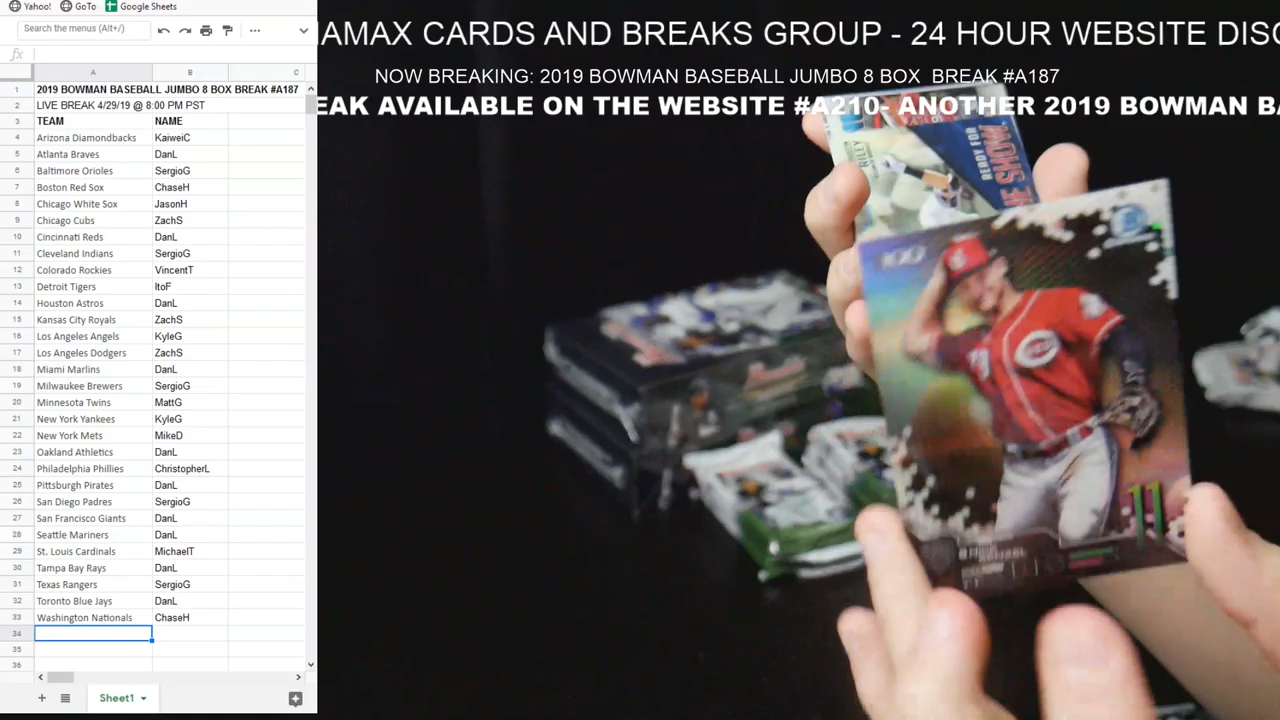 Yahoo! GoTo Google Sheets
Search the menus (Alt+/)
fx
A B C
1 2019 BOWMAN BASEBALL JUMBO 8 BOX BREAK #A187
2 LIVE BREAK 4/29/19 @ 8:00 PM PST
3 TEAM NAME
4 Arizona Diamondbacks KaiweiC
5 Atlanta Braves DanL
6 Baltimore Orioles SergioG
7 Boston Red Sox ChaseH
8 Chicago White Sox JasonH
9 Chicago Cubs ZachS
10 Cincinnati Reds DanL
11 Cleveland Indians SergioG
12 Colorado Rockies VincentT
13 Detroit Tigers ItoF
14 Houston Astros DanL
15 Kansas City Royals ZachS
16 Los Angeles Angels KyleG
17 Los Angeles Dodgers ZachS
18 Miami Marlins DanL
19 Milwaukee Brewers SergioG
20 Minnesota Twins MattG
21 New York Yankees KyleG
22 New York Mets MikeD
23 Oakland Athletics DanL
24 Philadelphia Phillies ChristopherL
25 Pittsburgh Pirates DanL
26 San Diego Padres SergioG
27 San Francisco Giants DanL
28 Seattle Mariners DanL
29 St. Louis Cardinals MichaelT
30 Tampa Bay Rays DanL
31 Texas Rangers SergioG
32 Toronto Blue Jays DanL
33 Washington Nationals ChaseH
34
35
36
Sheet1
AMAX CARDS AND BREAKS GROUP - 24 HOUR WEBSITE DISC
NOW BREAKING: 2019 BOWMAN BASEBALL JUMBO 8 BOX BREAK #A187
EAK AVAILABLE ON THE WEBSITE #A210- ANOTHER 2019 BOWMAN BA
RILEY
READY FOR
THE SHOW
100
11